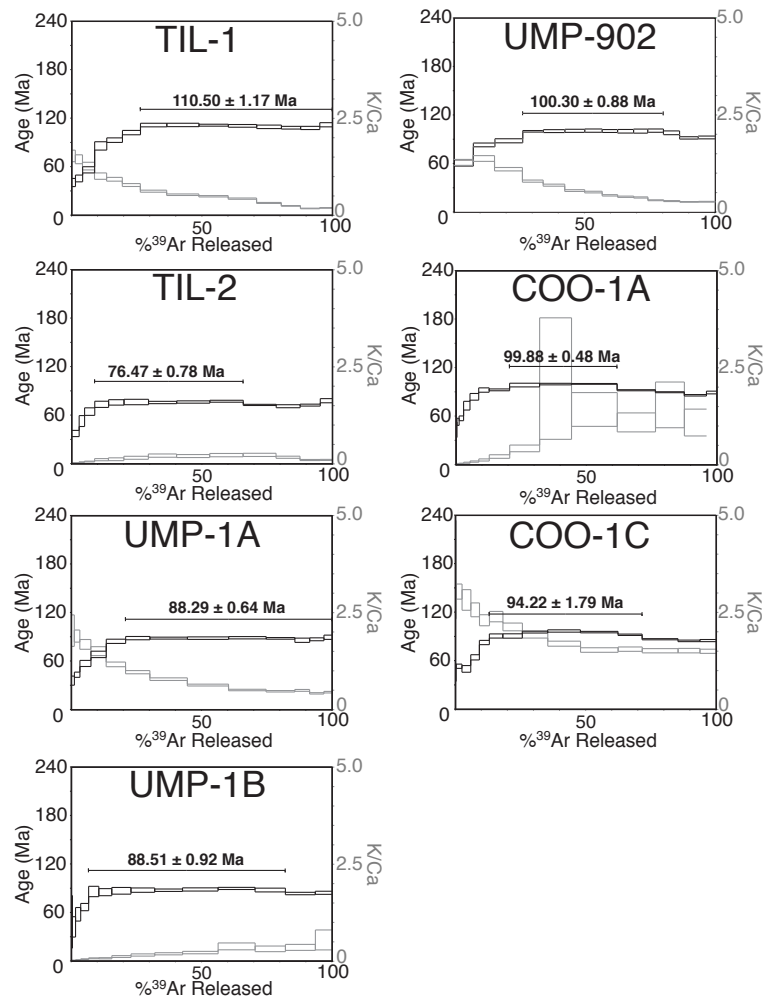 TIL-1
110.50 ± 1.17 Ma
Age (Ma)
240
180
120
60
0
5.0
2.5
0
K/Ca
50
100
%³⁹Ar Released
UMP-902
100.30 ± 0.88 Ma
Age (Ma)
240
180
120
60
0
5.0
2.5
0
K/Ca
50
100
%³⁹Ar Released
TIL-2
76.47 ± 0.78 Ma
Age (Ma)
240
180
120
60
0
5.0
2.5
0
K/Ca
50
100
%³⁹Ar Released
COO-1A
99.88 ± 0.48 Ma
Age (Ma)
240
180
120
60
0
5.0
2.5
0
K/Ca
50
100
%³⁹Ar Released
UMP-1A
88.29 ± 0.64 Ma
Age (Ma)
240
180
120
60
0
5.0
2.5
0
K/Ca
50
100
%³⁹Ar Released
COO-1C
94.22 ± 1.79 Ma
Age (Ma)
240
180
120
60
0
5.0
2.5
0
K/Ca
50
100
%³⁹Ar Released
UMP-1B
88.51 ± 0.92 Ma
Age (Ma)
240
180
120
60
0
5.0
2.5
0
K/Ca
50
100
%³⁹Ar Released